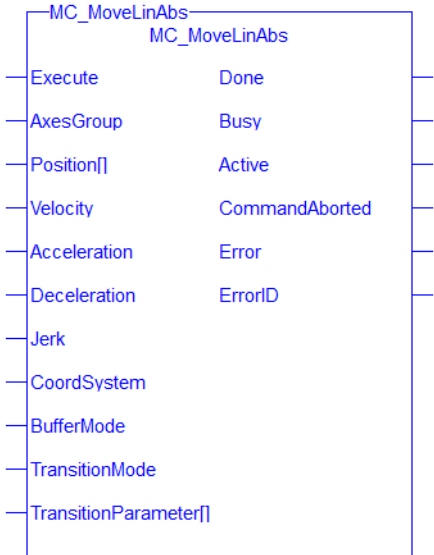 MC_MoveLinAbs
MC_MoveLinAbs
Execute Done
AxesGroup Busy
Position[] Active
Velocity CommandAborted
Acceleration Error
Deceleration ErrorID
Jerk
CoordSystem
BufferMode
TransitionMode
TransitionParameter[]